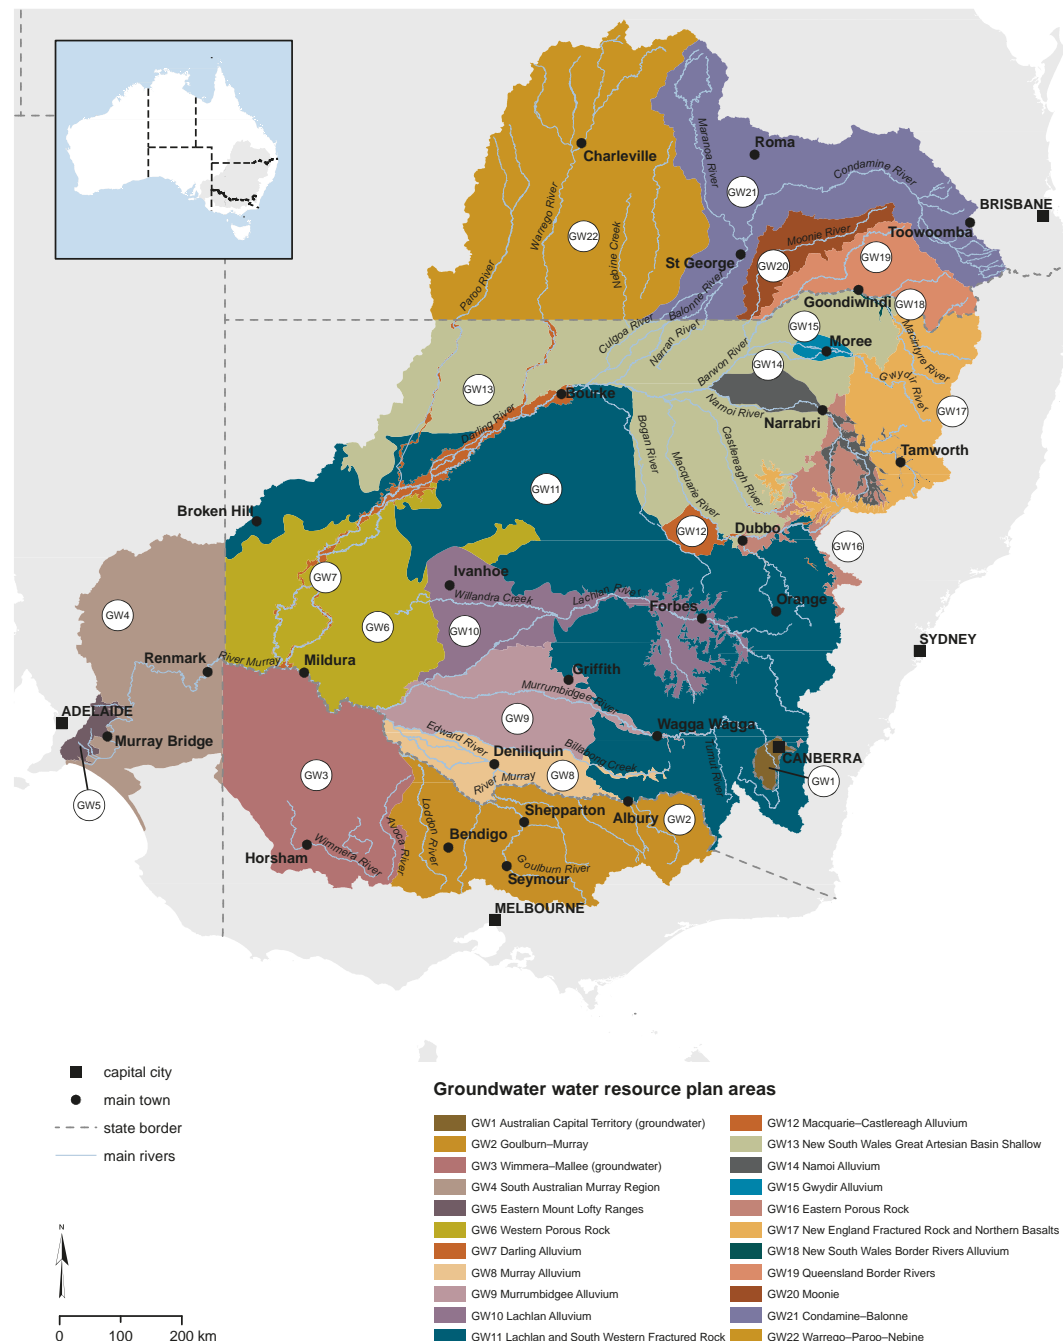 Charleville
Roma
Maranoa River
Condamine River
GW21
BRISBANE
Warrego River
Nebine Creek
GW22
Moonie River
Toowoomba
St George
GW20
GW19
Paroo River
Balonne River
Goondiwindi
GW18
Culgoa River
Narran River
GW15
Macintyre River
Moree
Barwon River
GW14
Gwydir River
GW13
Bourke
Namoi River
Narrabri
GW17
Darling River
Bogan River
Macquarie River
Castlereagh River
Tamworth
GW11
Broken Hill
GW12
Dubbo
GW16
GW7
Ivanhoe
Willandra Creek
Lachlan River
Forbes
Orange
GW4
GW6
GW10
SYDNEY
Renmark
River Murray
Mildura
Griffith
Murrumbidgee River
ADELAIDE
Murray Bridge
GW9
Wagga Wagga
Edward River
Deniliquin
Billabong Creek
Tumut River
CANBERRA
GW3
River Murray
GW8
GW1
GW5
Loddon River
Shepparton
Albury
GW2
Avoca River
Bendigo
Horsham
Wimmera River
Goulburn River
Seymour
MELBOURNE
capital city
main town
state border
main rivers
N
0 100 200 km
Groundwater water resource plan areas
GW1 Australian Capital Territory (groundwater)
GW2 Goulburn–Murray
GW3 Wimmera–Mallee (groundwater)
GW4 South Australian Murray Region
GW5 Eastern Mount Lofty Ranges
GW6 Western Porous Rock
GW7 Darling Alluvium
GW8 Murray Alluvium
GW9 Murrumbidgee Alluvium
GW10 Lachlan Alluvium
GW11 Lachlan and South Western Fractured Rock
GW12 Macquarie–Castlereagh Alluvium
GW13 New South Wales Great Artesian Basin Shallow
GW14 Namoi Alluvium
GW15 Gwydir Alluvium
GW16 Eastern Porous Rock
GW17 New England Fractured Rock and Northern Basalts
GW18 New South Wales Border Rivers Alluvium
GW19 Queensland Border Rivers
GW20 Moonie
GW21 Condamine–Balonne
GW22 Warrego–Paroo–Nebine